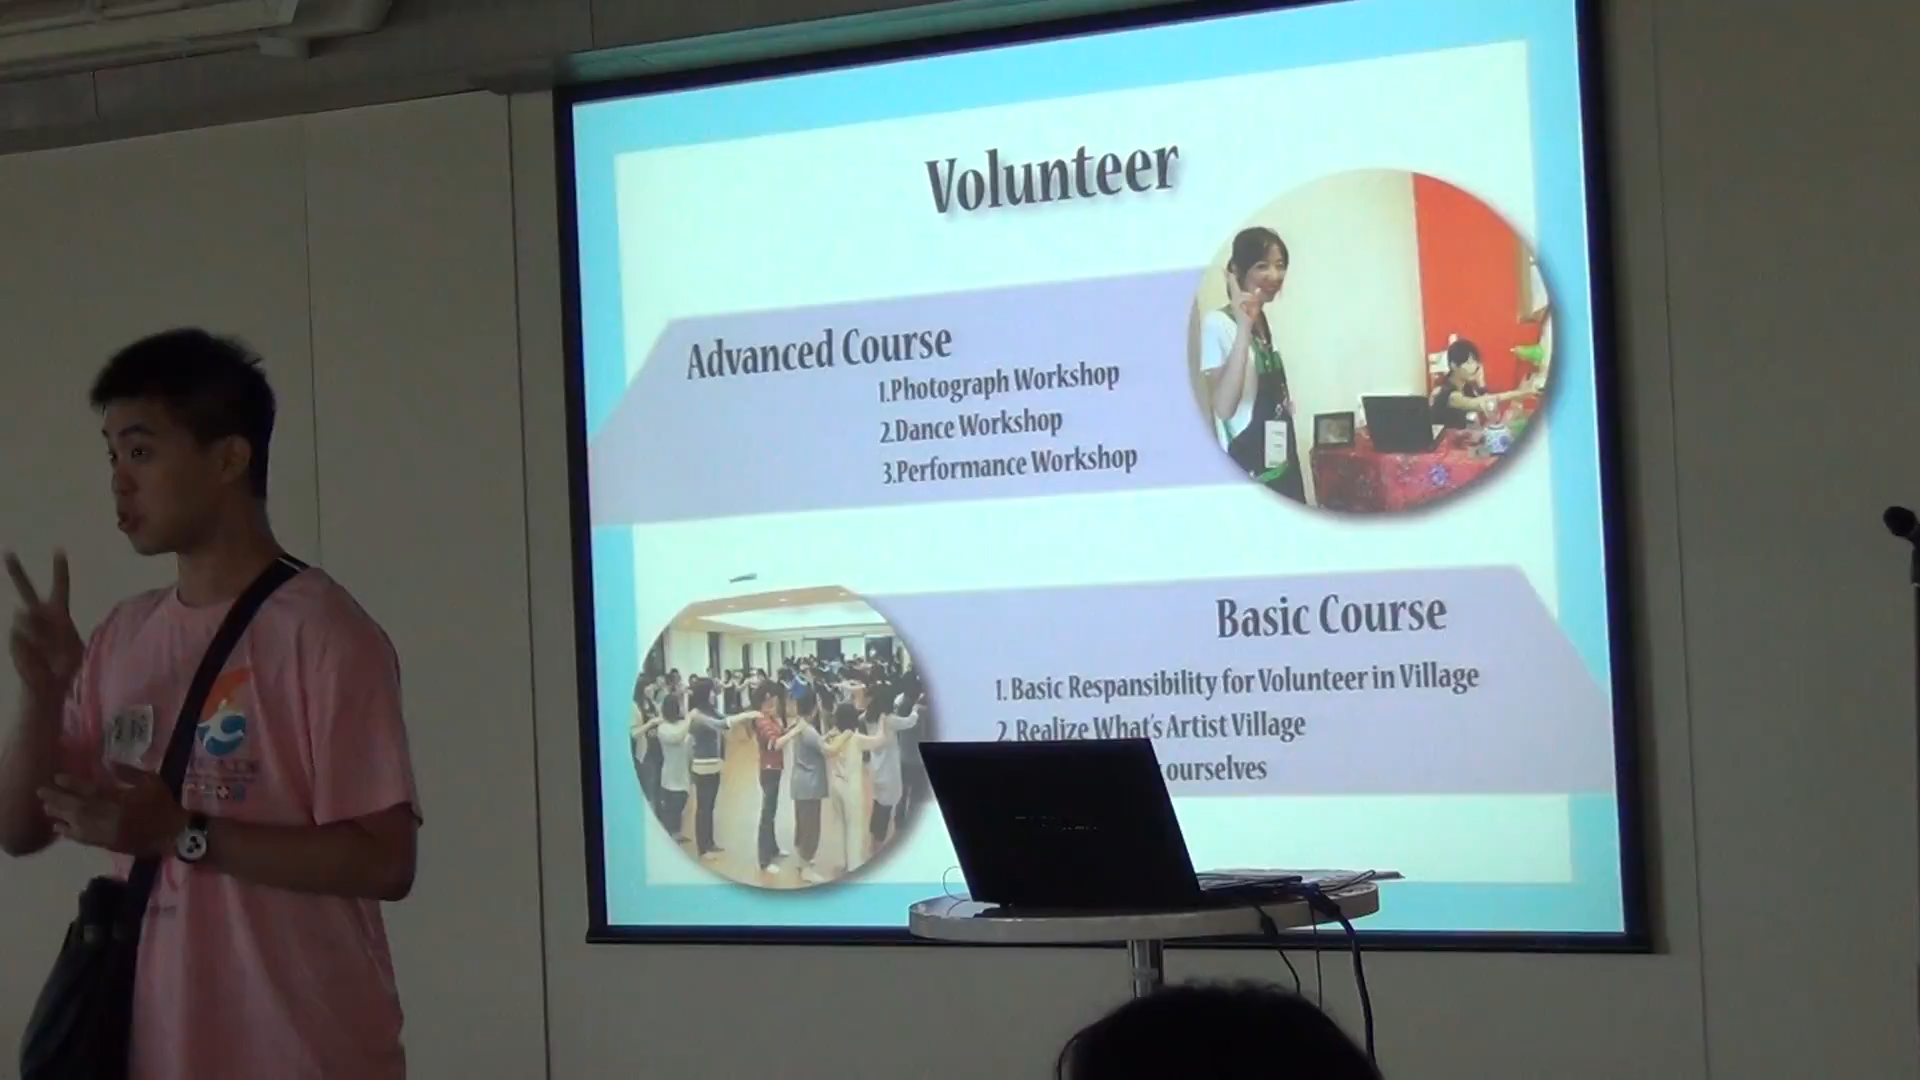 Volunteer
Advanced Course
1.Photograph Workshop
2.Dance Workshop
3.Performance Workshop
Basic Course
1. Basic Respansibility for Volunteer in Village
2. Realize What's Artist Village
ourselves